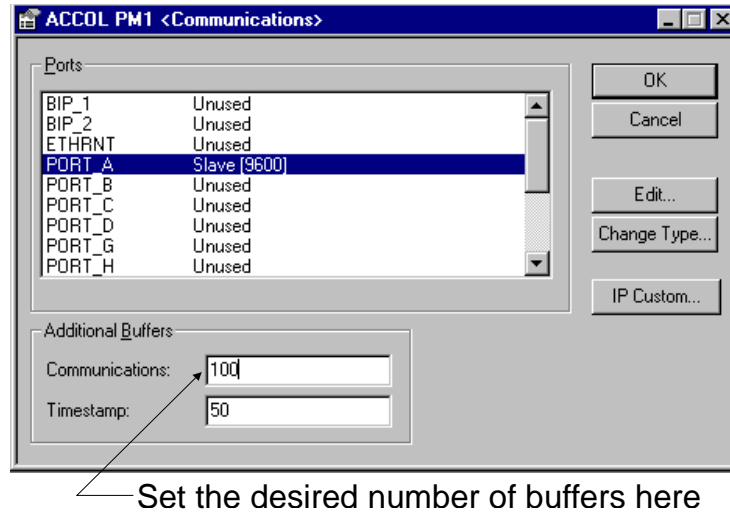 ACCOL PM1 <Communications>
Ports
BIP_1 Unused
BIP_2 Unused
ETHRNT Unused
PORT_A Slave [9600]
PORT_B Unused
PORT_C Unused
PORT_D Unused
PORT_G Unused
PORT_H Unused
OK
Cancel
Edit...
Change Type...
IP Custom...
Additional Buffers
Communications: 100
Timestamp: 50
Set the desired number of buffers here